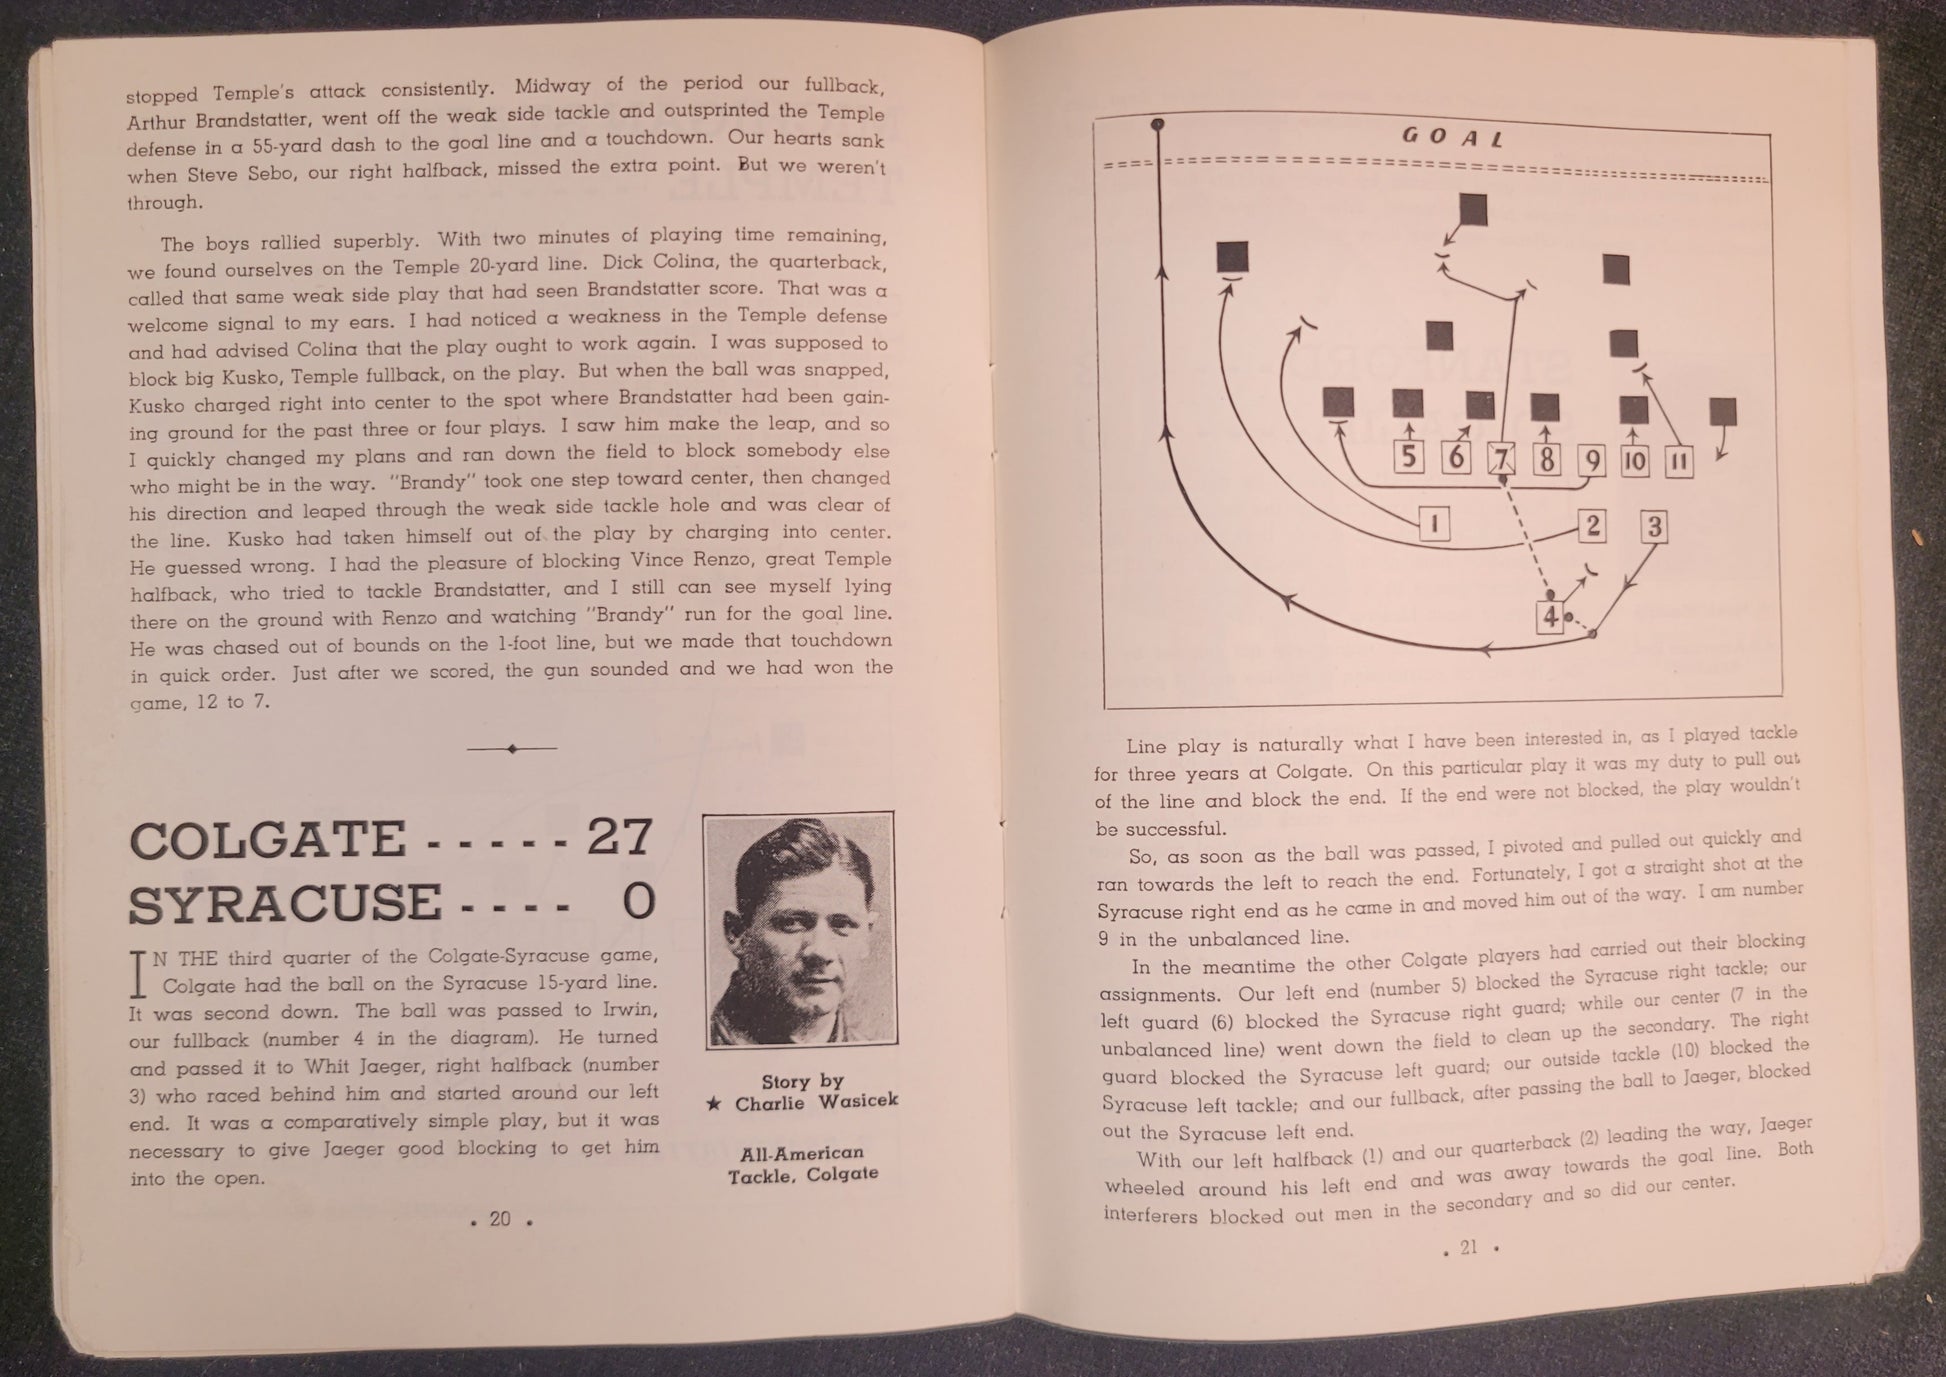 stopped Temple's attack consistently. Midway of the period our fullback,
Arthur Brandstatter, went off the weak side tackle and outsprinted the Temple
defense in a 55-yard dash to the goal line and a touchdown. Our hearts sank
when Steve Sebo, our right halfback, missed the extra point. But we weren't
through.
The boys rallied superbly. With two minutes of playing time remaining,
we found ourselves on the Temple 20-yard line. Dick Colina, the quarterback,
called that same weak side play that had seen Brandstatter score. That was a
welcome signal to my ears. I had noticed a weakness in the Temple defense
and had advised Colina that the play ought to work again. I was supposed to
block big Kusko, Temple fullback, on the play. But when the ball was snapped,
Kusko charged right into center to the spot where Brandstatter had been gain-
ing ground for the past three or four plays. I saw him make the leap, and so
I quickly changed my plans and ran down the field to block somebody else
who might be in the way. "Brandy" took one step toward center, then changed
his direction and leaped through the weak side tackle hole and was clear of
the line. Kusko had taken himself out of the play by charging into center.
He guessed wrong. I had the pleasure of blocking Vince Renzo, great Temple
halfback, who tried to tackle Brandstatter, and I still can see myself lying
there on the ground with Renzo and watching "Brandy" run for the goal line.
He was chased out of bounds on the 1-foot line, but we made that touchdown
in quick order. Just after we scored, the gun sounded and we had won the
game, 12 to 7.
COLGATE - - - - - 27
SYRACUSE - - - - 0
IN THE third quarter of the Colgate-Syracuse game,
Colgate had the ball on the Syracuse 15-yard line.
It was second down. The ball was passed to Irwin,
our fullback (number 4 in the diagram). He turned
and passed it to Whit Jaeger, right halfback (number
3) who raced behind him and started around our left
end. It was a comparatively simple play, but it was
necessary to give Jaeger good blocking to get him
into the open.
Story by
★ Charlie Wasicek
All-American
Tackle, Colgate
• 20 •
GOAL
5 6 7 8 9 10 11
1 2 3
4
Line play is naturally what I have been interested in, as I played tackle
for three years at Colgate. On this particular play it was my duty to pull out
of the line and block the end. If the end were not blocked, the play wouldn't
be successful.
So, as soon as the ball was passed, I pivoted and pulled out quickly and
ran towards the left to reach the end. Fortunately, I got a straight shot at the
Syracuse right end as he came in and moved him out of the way. I am number
9 in the unbalanced line.
In the meantime the other Colgate players had carried out their blocking
assignments. Our left end (number 5) blocked the Syracuse right tackle; our
left guard (6) blocked the Syracuse right guard; while our center (7 in the
unbalanced line) went down the field to clean up the secondary. The right
guard blocked the Syracuse left guard; our outside tackle (10) blocked the
Syracuse left tackle; and our fullback, after passing the ball to Jaeger, blocked
out the Syracuse left end.
With our left halfback (1) and our quarterback (2) leading the way, Jaeger
wheeled around his left end and was away towards the goal line. Both
interferers blocked out men in the secondary and so did our center.
• 21 •